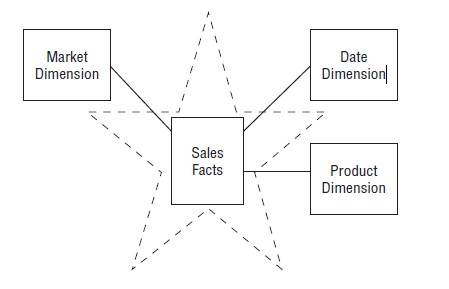 Market
Dimension
Date
Dimension
Sales
Facts
Product
Dimension